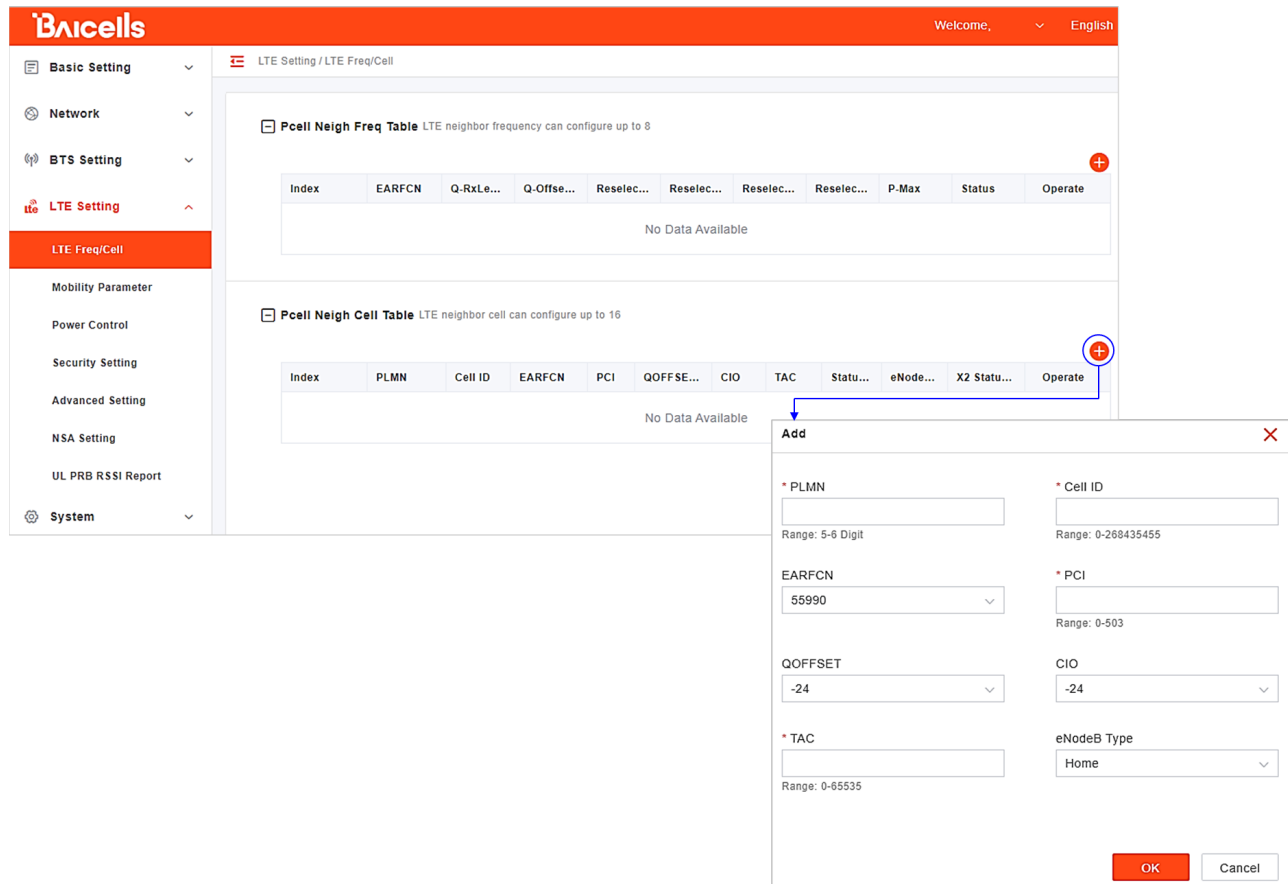 BAICELLS
Welcome,
English
Basic Setting
Network
BTS Setting
LTE Setting
LTE Freq/Cell
Mobility Parameter
Power Control
Security Setting
Advanced Setting
NSA Setting
UL PRB RSSI Report
System
LTE Setting / LTE Freq/Cell
Pcell Neigh Freq Table LTE neighbor frequency can configure up to 8
Index EARFCN Q-RxLe... Q-Offse... Reselec... Reselec... Reselec... Reselec... P-Max Status Operate
No Data Available
Pcell Neigh Cell Table LTE neighbor cell can configure up to 16
Index PLMN Cell ID EARFCN PCI QOFFSE... CIO TAC Statu... eNode... X2 Statu... Operate
No Data Available
Add
* PLMN * Cell ID
Range: 5-6 Digit Range: 0-268435455
EARFCN * PCI
55990
Range: 0-503
QOFFSET CIO
-24 -24
* TAC eNodeB Type
Home
Range: 0-65535
OK Cancel